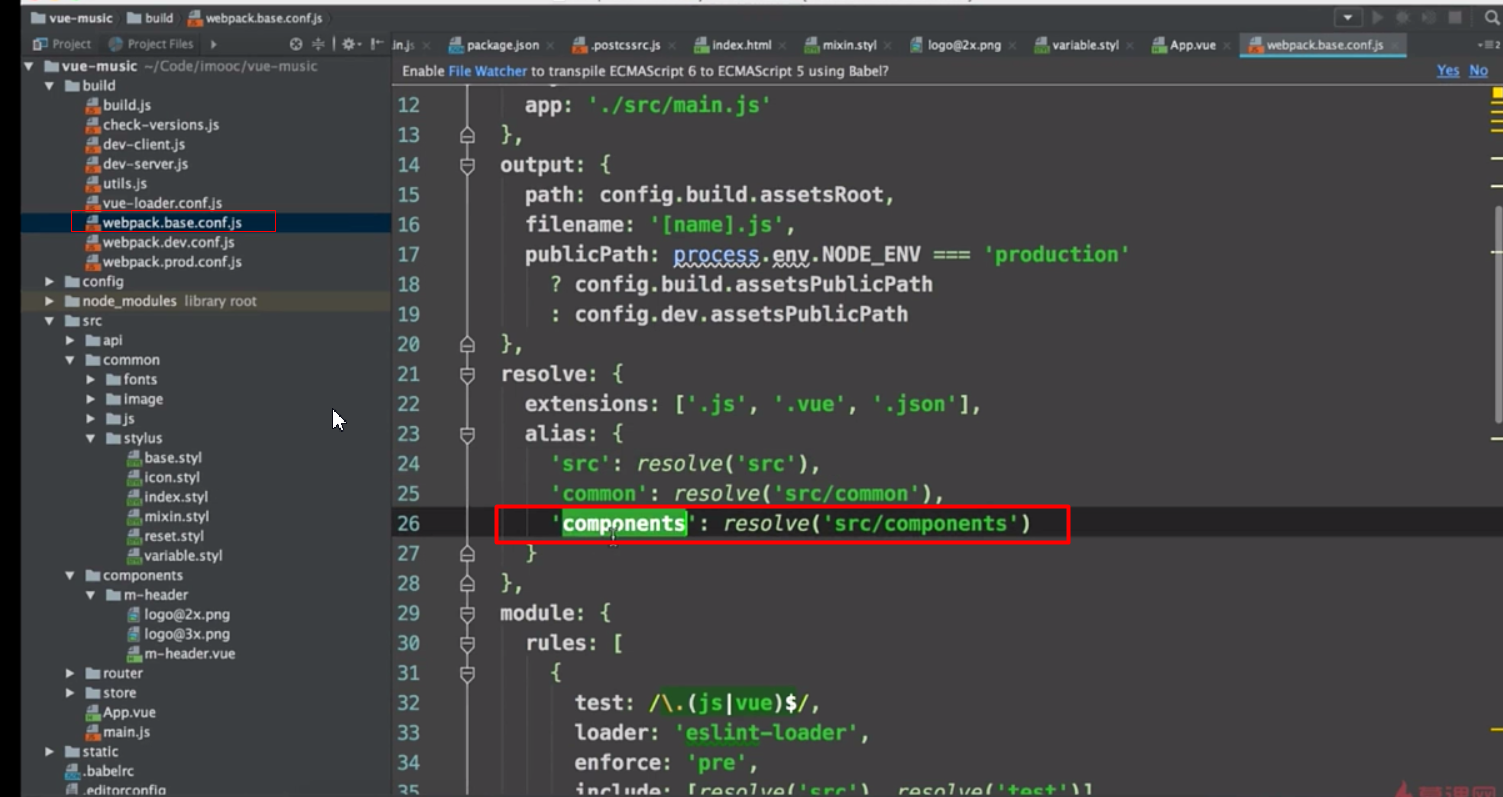 vue-music build webpack.base.conf.js
Project Project Files
in.js package.json .postcssrc.js index.html mixin.styl logo@2x.png variable.styl App.vue webpack.base.conf.js
2
vue-music ~/Code/imooc/vue-music
build
build.js
check-versions.js
dev-client.js
dev-server.js
utils.js
vue-loader.conf.js
webpack.base.conf.js
webpack.dev.conf.js
webpack.prod.conf.js
config
node_modules library root
src
api
common
fonts
image
js
stylus
base.styl
icon.styl
index.styl
mixin.styl
reset.styl
variable.styl
components
m-header
logo@2x.png
logo@3x.png
m-header.vue
router
store
App.vue
main.js
static
.babelrc
.editorconfig
Enable File Watcher to transpile ECMAScript 6 to ECMAScript 5 using Babel? Yes No
12 app: './src/main.js'
13 },
14 output: {
15 path: config.build.assetsRoot,
16 filename: '[name].js',
17 publicPath: process.env.NODE_ENV === 'production'
18 ? config.build.assetsPublicPath
19 : config.dev.assetsPublicPath
20 },
21 resolve: {
22 extensions: ['.js', '.vue', '.json'],
23 alias: {
24 'src': resolve('src'),
25 'common': resolve('src/common'),
26 'components': resolve('src/components')
27 }
28 },
29 module: {
30 rules: [
31 {
32 test: /\.(js|vue)$/,
33 loader: 'eslint-loader',
34 enforce: 'pre',
35 include: [resolve('src'), resolve('test')]